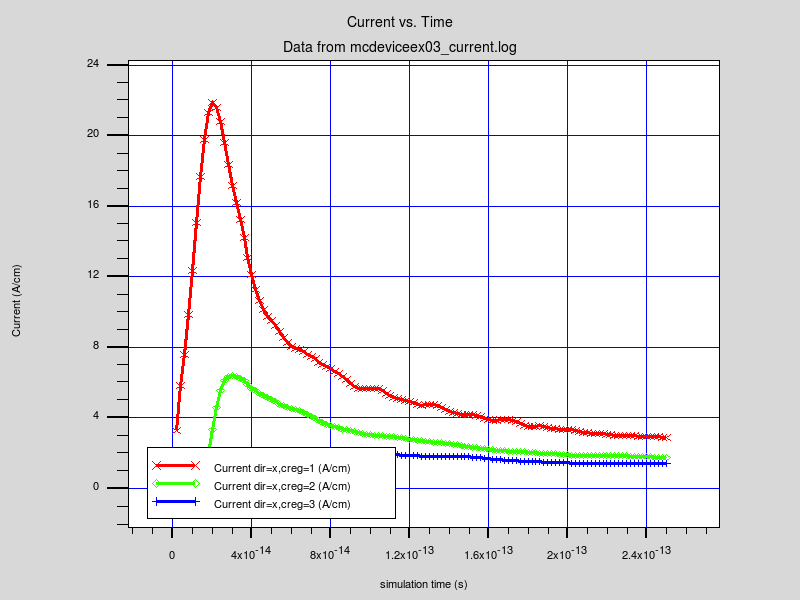 Current vs. Time
Data from mcdeviceex03_current.log
24
20
16
12
8
4
0
Current (A/cm)
Current dir=x,creg=1 (A/cm)
Current dir=x,creg=2 (A/cm)
Current dir=x,creg=3 (A/cm)
0 4x10-14 8x10-14 1.2x10-13 1.6x10-13 2x10-13 2.4x10-13
simulation time (s)